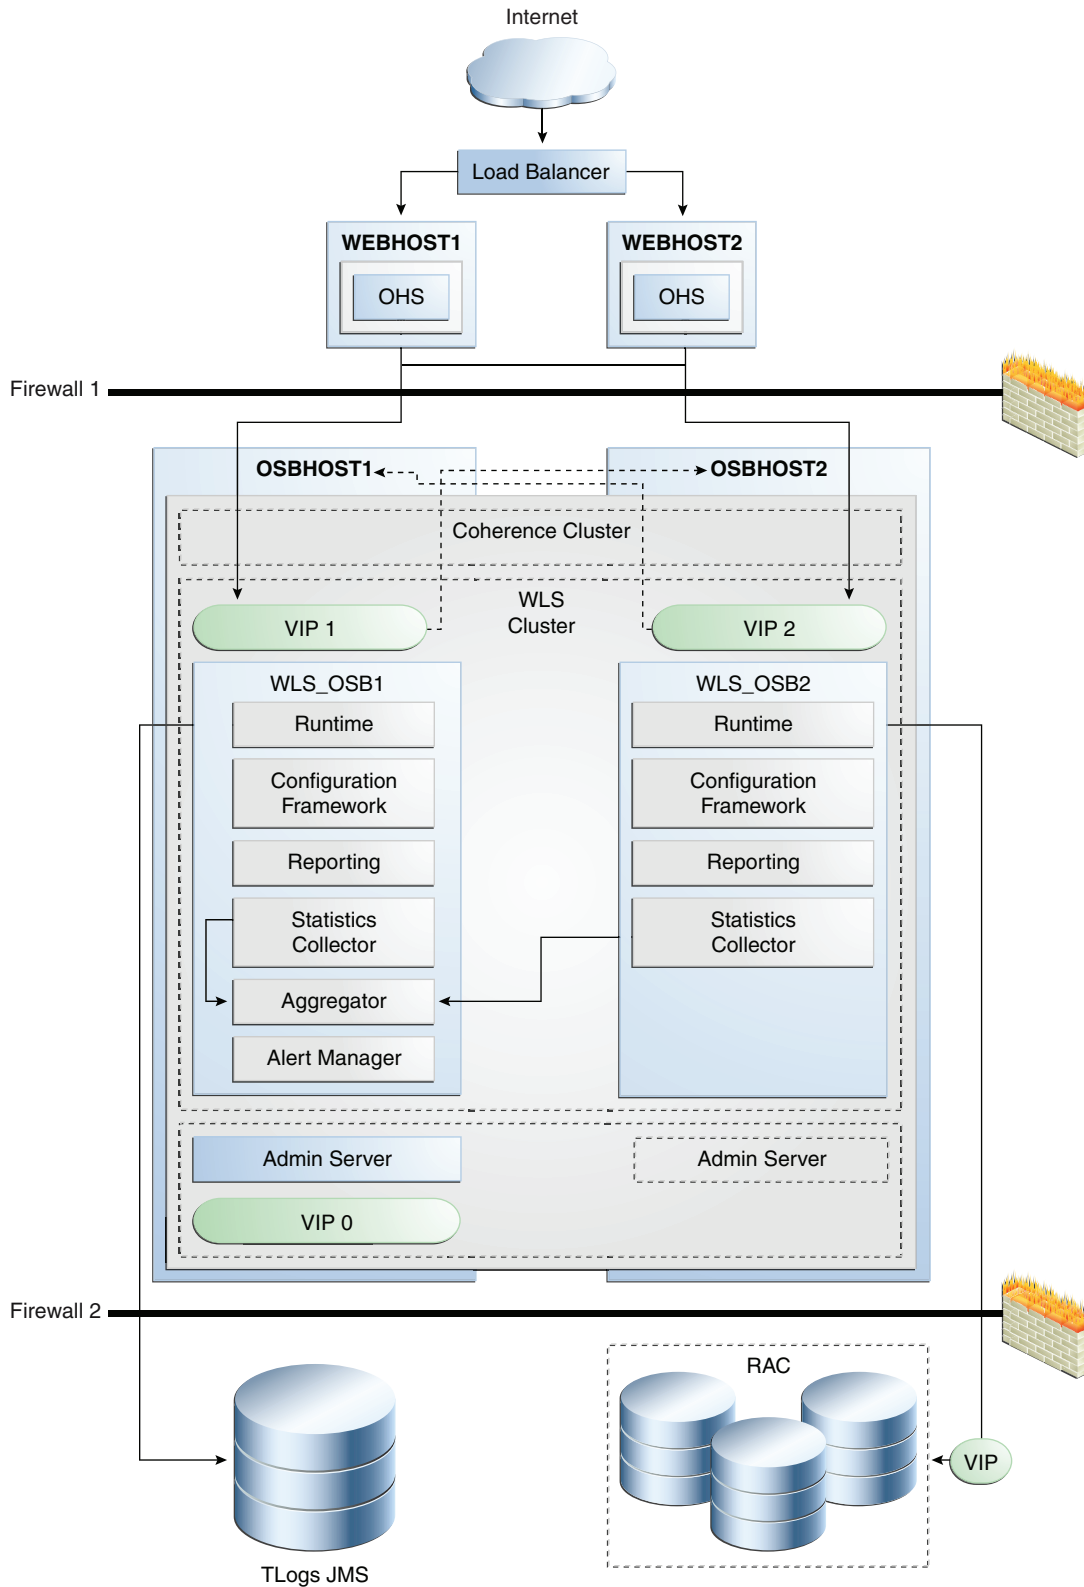 Internet
Load Balancer
WEBHOST1
WEBHOST2
OHS
OHS
Firewall 1
OSBHOST1
OSBHOST2
Coherence Cluster
WLS
Cluster
VIP 1
VIP 2
WLS_OSB1
Runtime
Configuration
Framework
Reporting
Statistics
Collector
Aggregator
Alert Manager
WLS_OSB2
Runtime
Configuration
Framework
Reporting
Statistics
Collector
Admin Server
Admin Server
VIP 0
Firewall 2
RAC
VIP
TLogs JMS